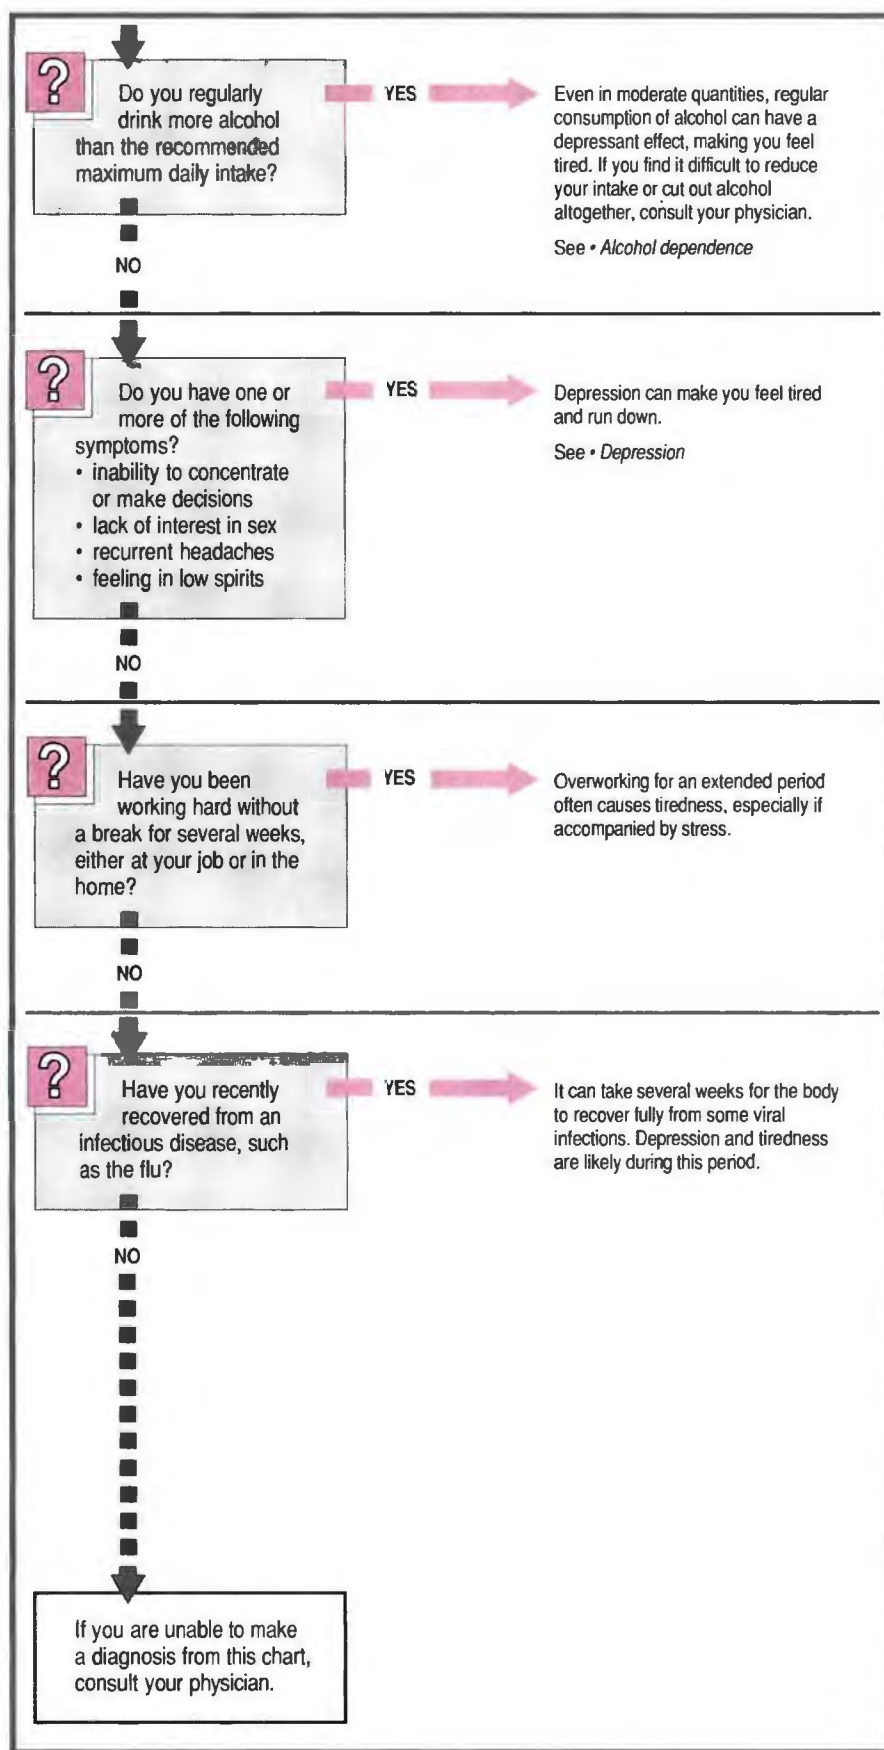 ?
Do you regularly
drink more alcohol
than the recommended
maximum daily intake?
YES
Even in moderate quantities, regular
consumption of alcohol can have a
depressant effect, making you feel
tired. If you find it difficult to reduce
your intake or cut out alcohol
altogether, consult your physician.
See • Alcohol dependence
NO
?
Do you have one or
more of the following
symptoms?
• inability to concentrate
or make decisions
• lack of interest in sex
• recurrent headaches
• feeling in low spirits
YES
Depression can make you feel tired
and run down.
See • Depression
NO
?
Have you been
working hard without
a break for several weeks,
either at your job or in the
home?
YES
Overworking for an extended period
often causes tiredness, especially if
accompanied by stress.
NO
?
Have you recently
recovered from an
infectious disease, such
as the flu?
YES
It can take several weeks for the body
to recover fully from some viral
infections. Depression and tiredness
are likely during this period.
NO
If you are unable to make
a diagnosis from this chart,
consult your physician.